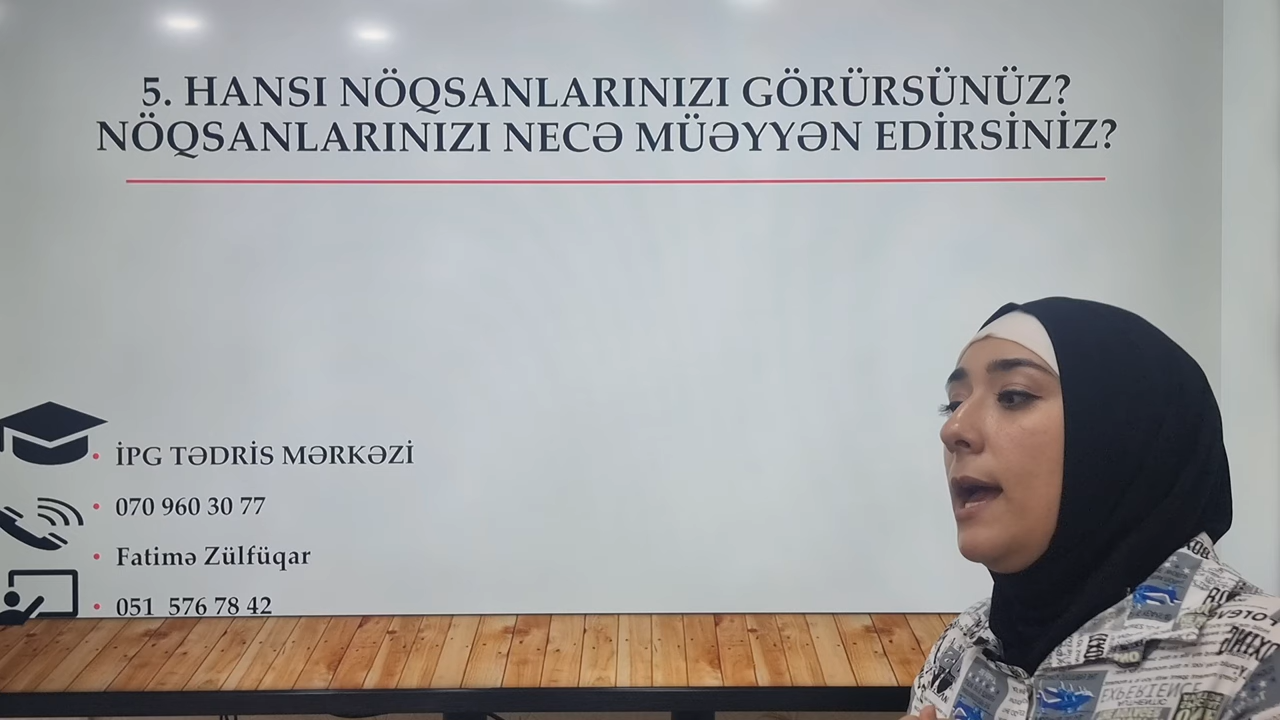 5. HANSI NÖQSANLARINIZI GÖRÜRSÜNÜZ?
NÖQSANLARINIZI NECƏ MÜƏYYƏN EDİRSİNİZ?
• İPG TƏDRİS MƏRKƏZİ
• 070 960 30 77
• Fatimə Zülfüqar
• 051 576 78 42
EXPERIENCE